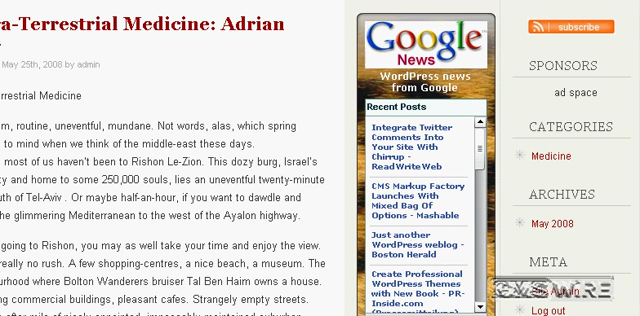 a-Terrestrial Medicine: Adrian
May 25th, 2008 by admin
rrestrial Medicine
m, routine, uneventful, mundane. Not words, alas, which spring
to mind when we think of the middle-east these days.
most of us haven't been to Rishon Le-Zion. This dozy burg, Israel's
ty and home to some 250,000 souls, lies an uneventful twenty-minute
uth of Tel-Aviv . Or maybe half-an-hour, if you want to dawdle and
he glimmering Mediterranean to the west of the Ayalon highway.
going to Rishon, you may as well take your time and enjoy the view.
really no rush. A few shopping-centres, a nice beach, a museum. The
urhood where Bolton Wanderers bruiser Tal Ben Haim owns a house.
ng commercial buildings, pleasant cafes. Strangely empty streets.
Google
News
WordPress news
from Google
Recent Posts
Integrate Twitter
Comments Into
Your Site With
Chirrup -
ReadWriteWeb
CMS Markup Factory
Launches With
Mixed Bag Of
Options - Mashable
Just another
WordPress weblog -
Boston Herald
Create Professional
WordPress Themes
with New Book - PR-
Inside.com
subscribe
SPONSORS
ad space
CATEGORIES
Medicine
ARCHIVES
May 2008
META
Site Admin
Log out